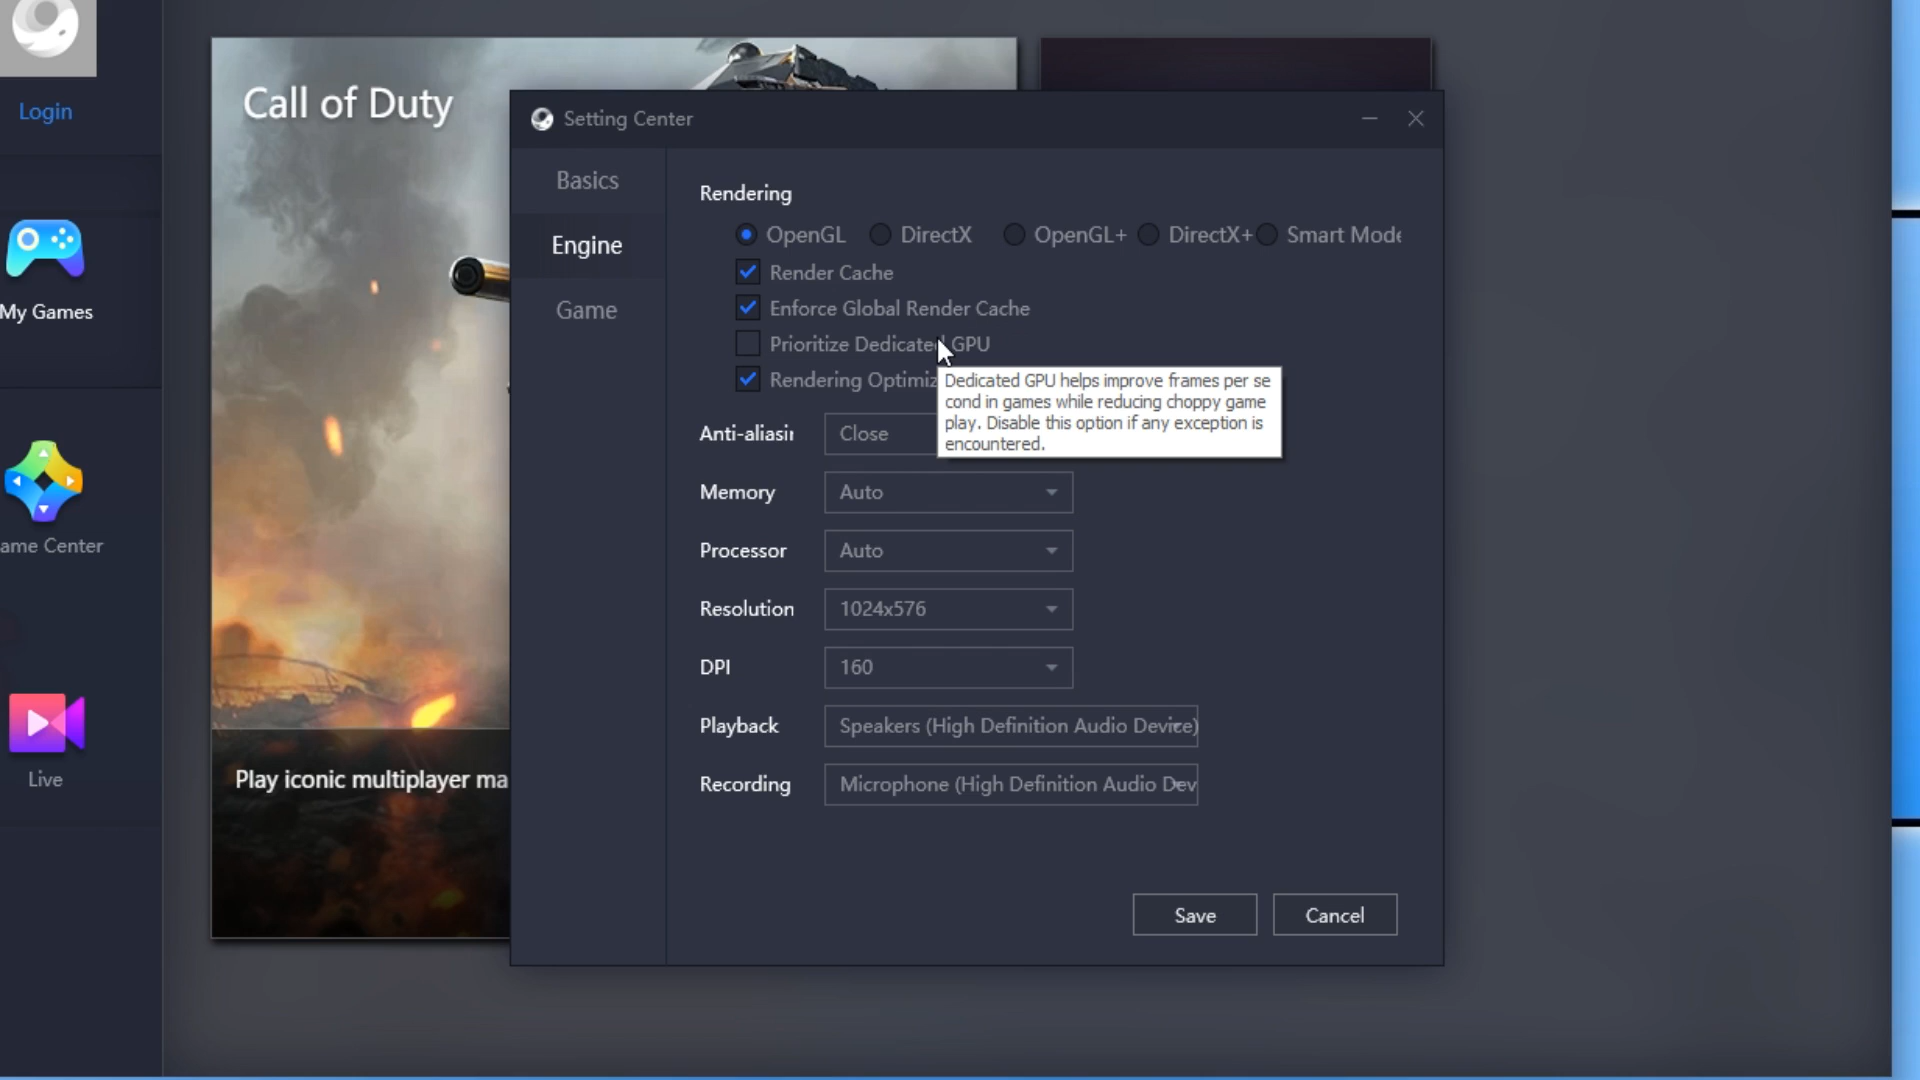 Login
My Games
ame Center
Live
Call of Duty
Play iconic multiplayer ma
Setting Center
Basics
Engine
Game
Rendering
OpenGL DirectX OpenGL+ DirectX+ Smart Mode
Render Cache
Enforce Global Render Cache
Prioritize Dedicated GPU
Rendering Optimiz
Dedicated GPU helps improve frames per se
cond in games while reducing choppy game
play. Disable this option if any exception is
encountered.
Anti-aliasin Close
Memory Auto
Processor Auto
Resolution 1024x576
DPI 160
Playback Speakers (High Definition Audio Device)
Recording Microphone (High Definition Audio Dev
Save Cancel